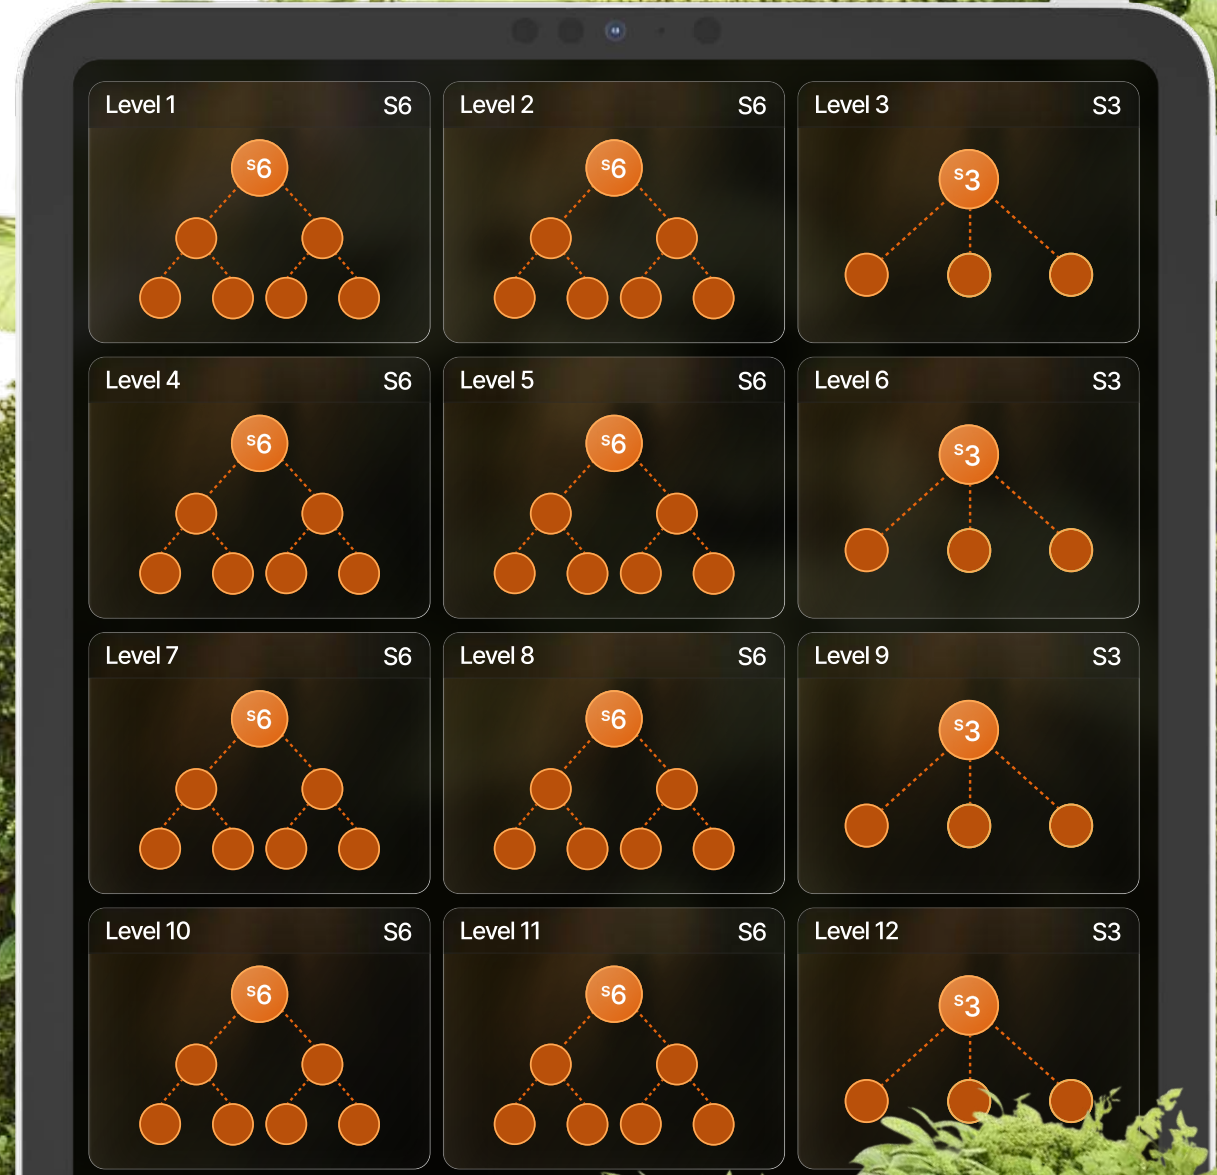 Level 1 S6
s6
Level 2 S6
s6
Level 3 S3
s3
Level 4 S6
s6
Level 5 S6
s6
Level 6 S3
s3
Level 7 S6
s6
Level 8 S6
s6
Level 9 S3
s3
Level 10 S6
s6
Level 11 S6
s6
Level 12 S3
s3